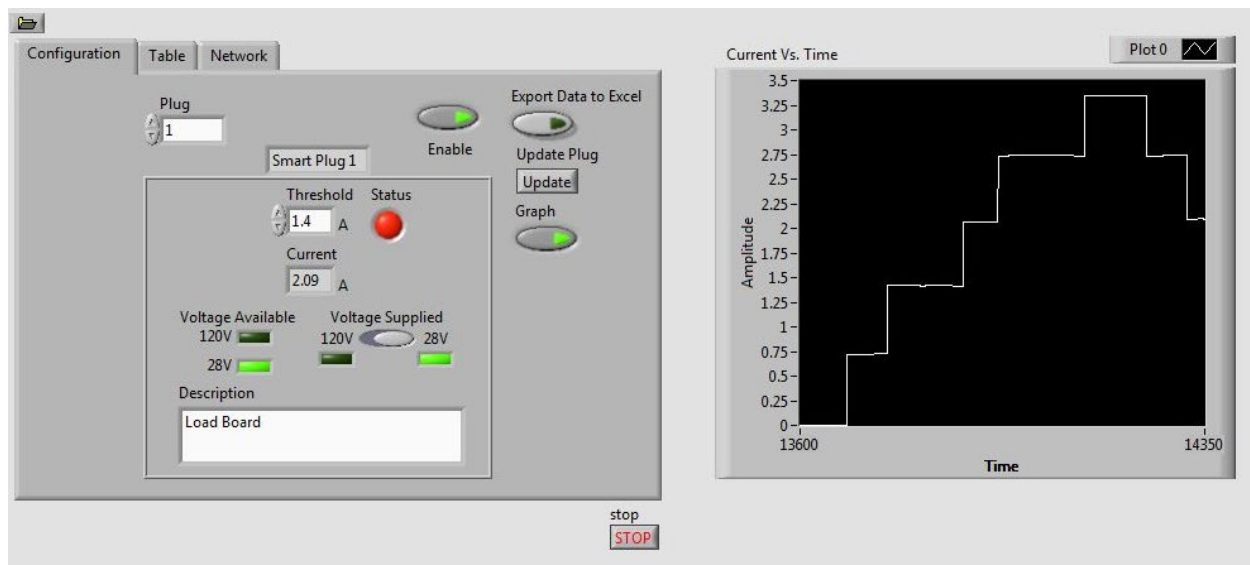 Configuration Table Network
Plug
1
Enable
Export Data to Excel
Update Plug
Update
Graph
Smart Plug 1
Threshold Status
1.4 A
Current
2.09 A
Voltage Available Voltage Supplied
120V 120V 28V
28V
Description
Load Board
stop
STOP
Current Vs. Time Plot 0
Amplitude
3.5
3.25
3
2.75
2.5
2.25
2
1.75
1.5
1.25
1
0.75
0.5
0.25
0
13600 14350
Time